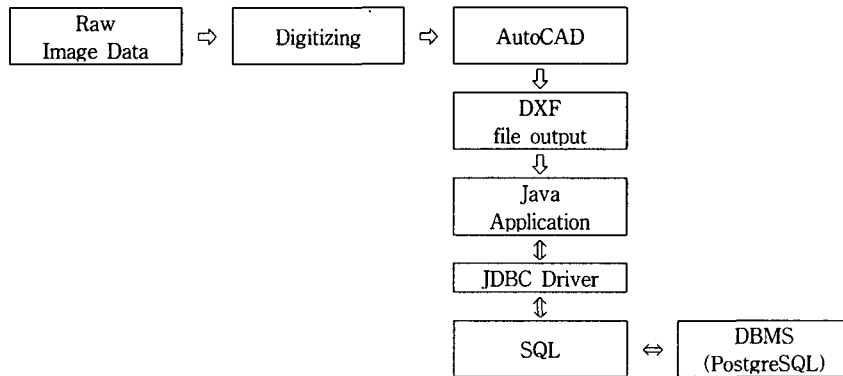 Raw
Image Data
Digitizing
AutoCAD
DXF
file output
Java
Application
JDBC Driver
SQL
DBMS
(PostgreSQL)